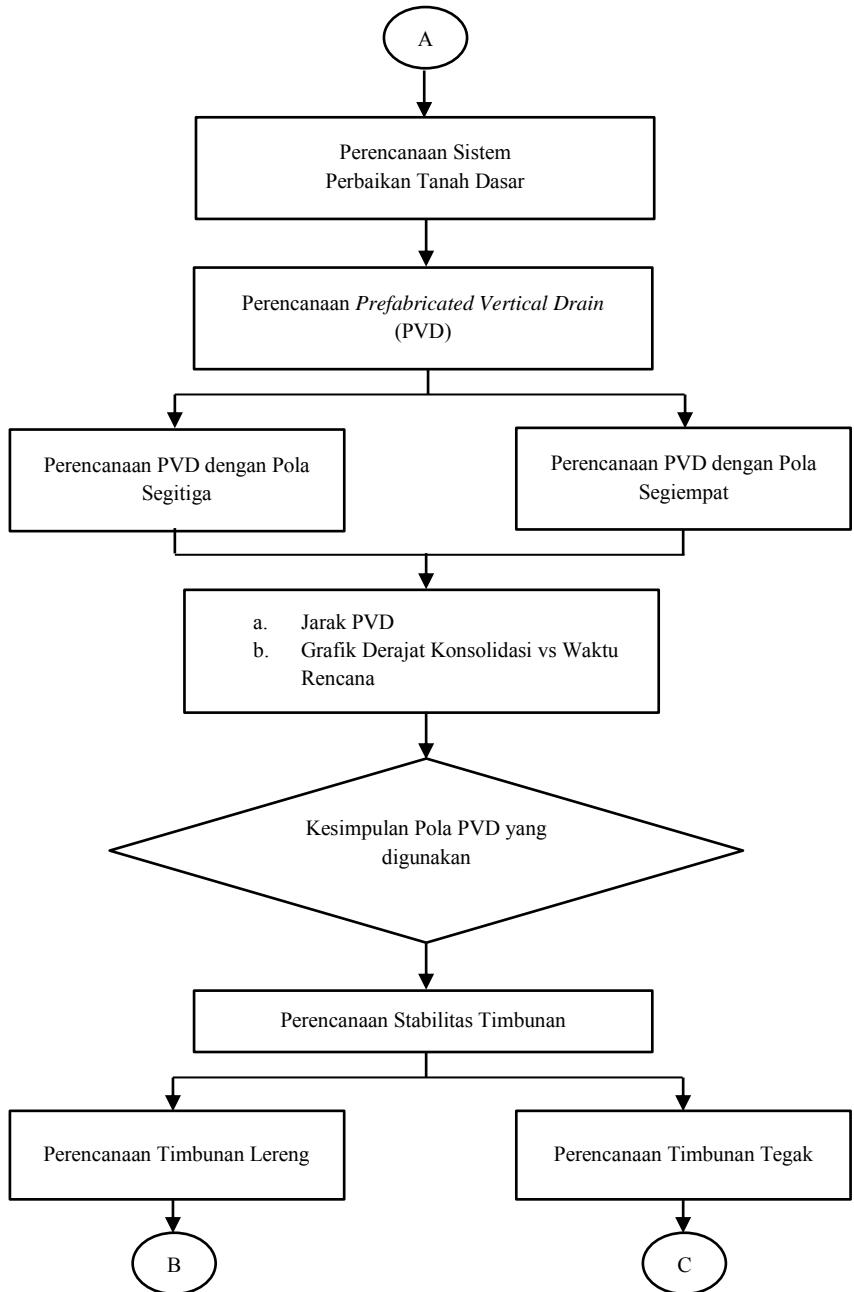 A
Perencanaan Sistem
Perbaikan Tanah Dasar
Perencanaan Prefabricated Vertical Drain
(PVD)
Perencanaan PVD dengan Pola
Segitiga
Perencanaan PVD dengan Pola
Segiempat
a. Jarak PVD
b. Grafik Derajat Konsolidasi vs Waktu
Rencana
Kesimpulan Pola PVD yang
digunakan
Perencanaan Stabilitas Timbunan
Perencanaan Timbunan Lereng
Perencanaan Timbunan Tegak
B
C